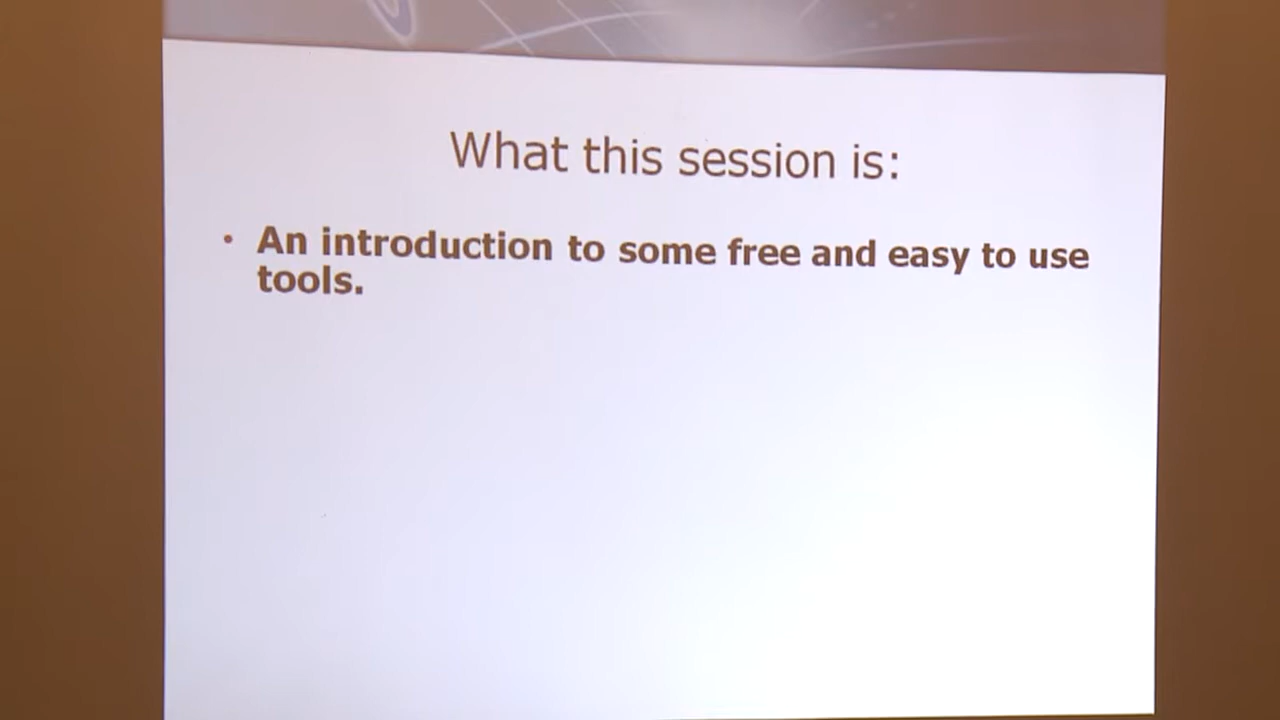 What this session is:
• An introduction to some free and easy to use
tools.